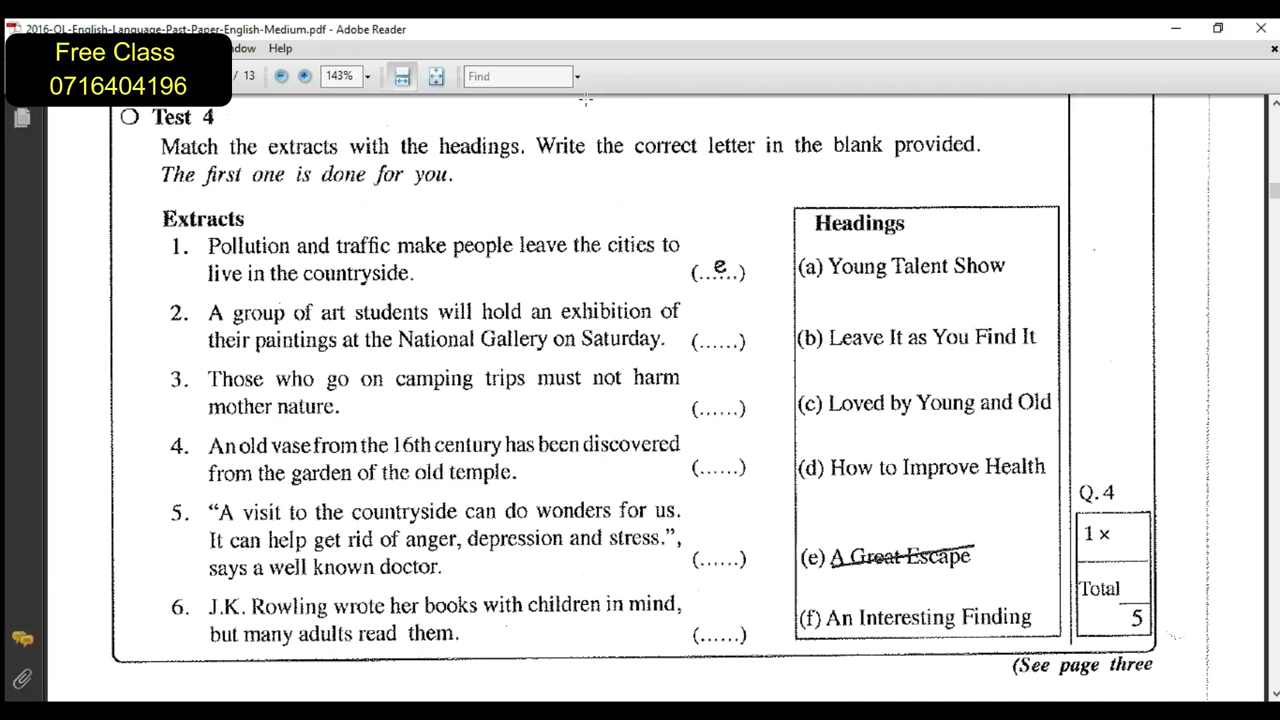 2016-OL-English-Language-Past-Paper-English-Medium.pdf - Adobe Reader
Free Class
0716404196
ndow Help
/ 13
143%
Find
Test 4
Match the extracts with the headings. Write the correct letter in the blank provided.
The first one is done for you.
Extracts
1. Pollution and traffic make people leave the cities to
live in the countryside. (..e...)
2. A group of art students will hold an exhibition of
their paintings at the National Gallery on Saturday. (......)
3. Those who go on camping trips must not harm
mother nature. (......)
4. An old vase from the 16th century has been discovered
from the garden of the old temple. (......)
5. “A visit to the countryside can do wonders for us.
It can help get rid of anger, depression and stress.”,
says a well known doctor. (......)
6. J.K. Rowling wrote her books with children in mind,
but many adults read them. (......)
Headings
(a) Young Talent Show
(b) Leave It as You Find It
(c) Loved by Young and Old
(d) How to Improve Health
(e) A Great Escape
(f) An Interesting Finding
Q. 4
1 ×
Total
5
(See page three